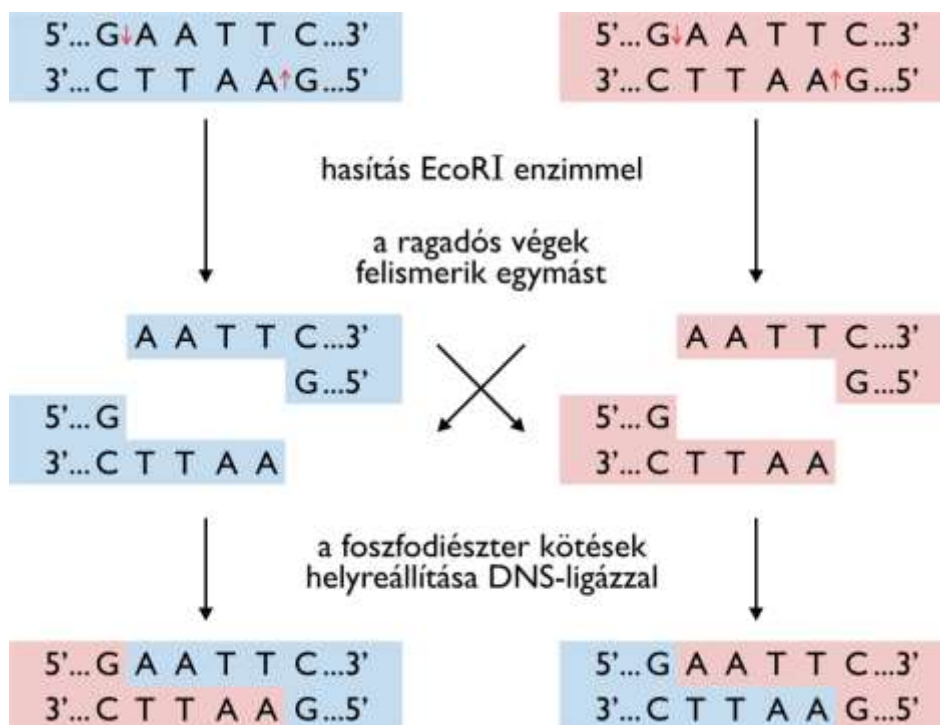 5'... G↓A A T T C...3'
3'... C T T A A↑G...5'
5'... G↓A A T T C...3'
3'... C T T A A↑G...5'
hasítás EcoRI enzimmel
a ragadós végek
felismerik egymást
A A T T C...3'
G...5'
5'... G
3'... C T T A A
A A T T C...3'
G...5'
5'... G
3'... C T T A A
a foszfodiészter kötések
helyreállítása DNS-ligázzal
5'... G A A T T C...3'
3'... C T T A A G...5'
5'... G A A T T C...3'
3'... C T T A A G...5'